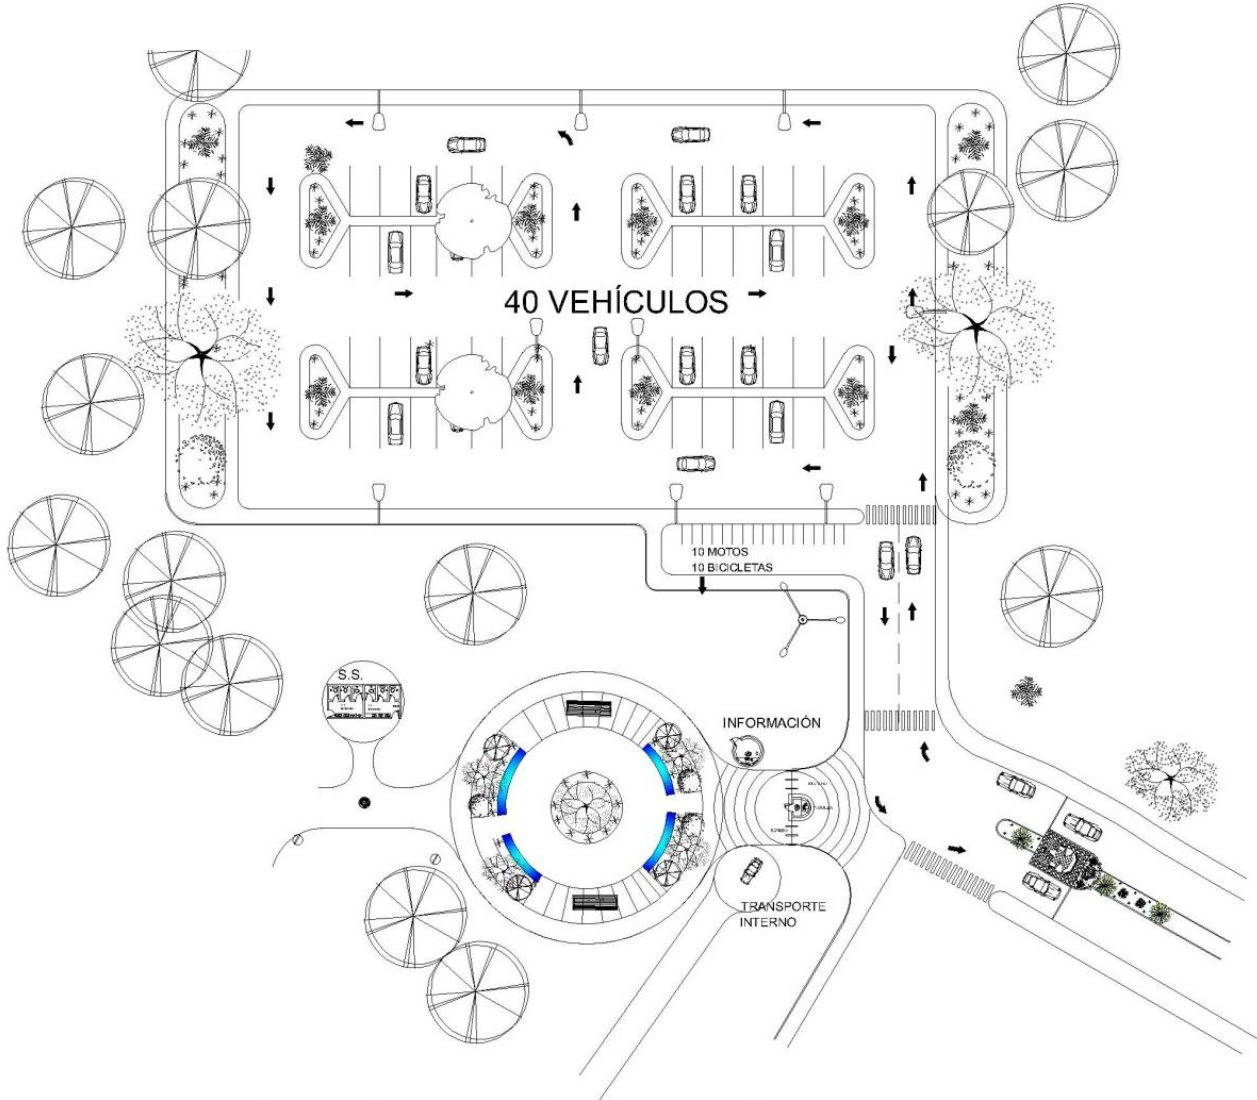 40 VEHÍCULOS
10 MOTOS
10 BICICLETAS
S.S.
INFORMACIÓN
TRANSPORTE
INTERNO